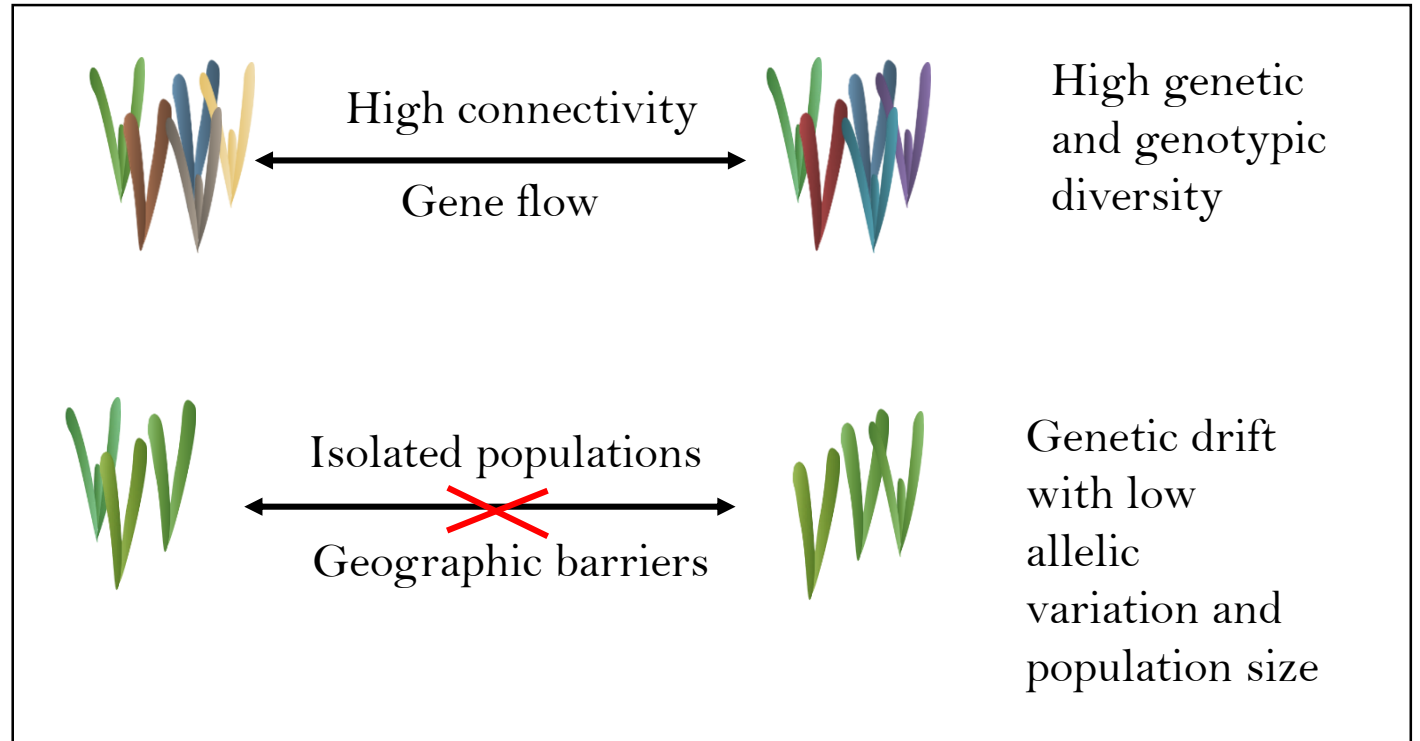 High connectivity
Gene flow
High genetic
and genotypic
diversity
Isolated populations
Geographic barriers
Genetic drift
with low
allelic
variation and
population size